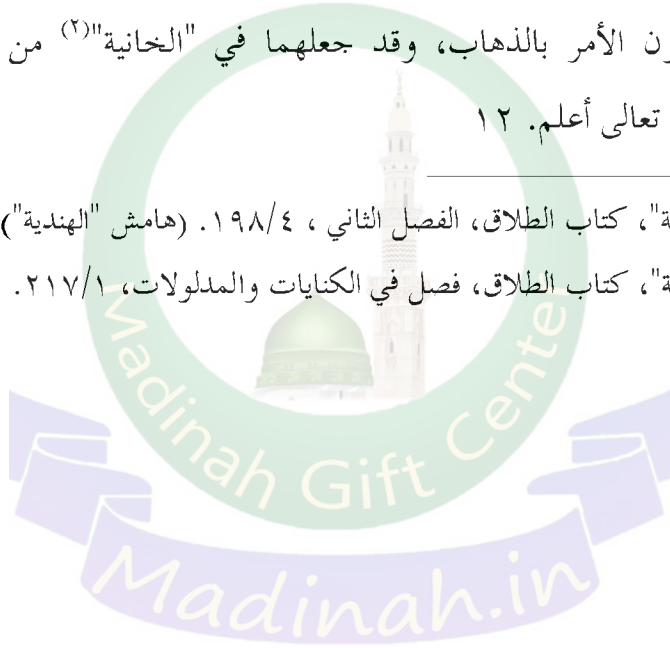 ن الأمر بالذهاب، وقد جعلهما في "الخانية"(٢) من
تعالى أعلم. ١٢
ة"، كتاب الطلاق، الفصل الثاني، ١٩٨/٤. (هامش "الهندية")
ة"، كتاب الطلاق، فصل في الكنايات والمدلولات، ٢١٧/١.
Madinah Gift Center
Madinah.in